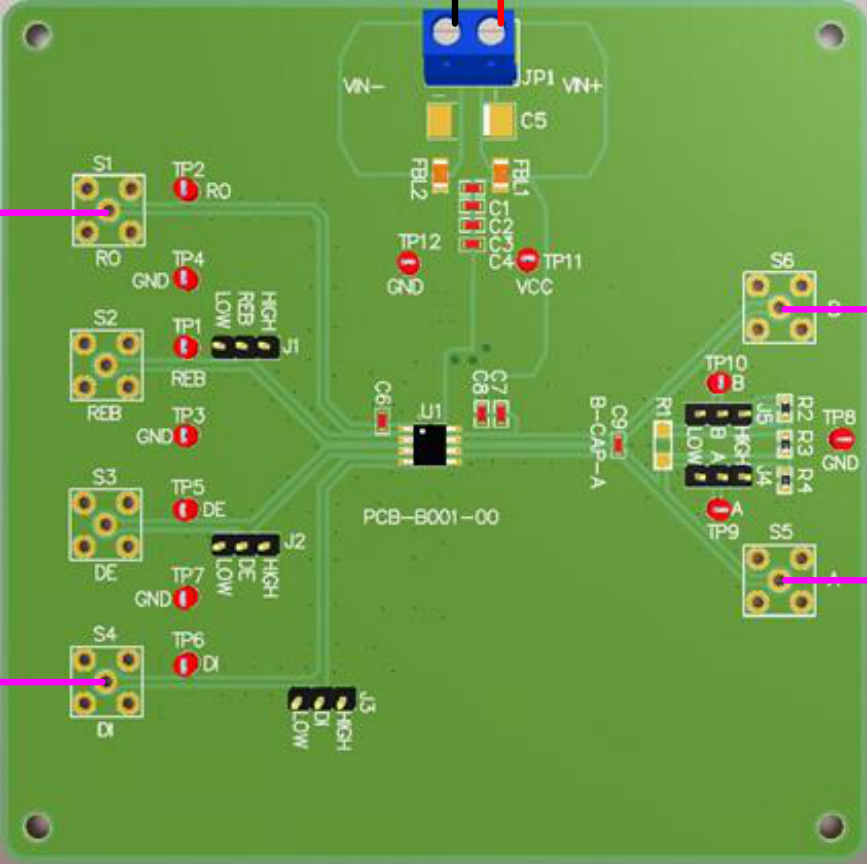 JP1
VIN-
VIN+
C5
FBL2
FBL1
S1
TP2
RO
RO
C1
C2
C3
C4
TP12
GND
TP11
VCC
TP4
GND
S6
B
S2
TP1
REB
REB
LOW
REB
HIGH
J1
TP3
GND
C6
U1
C8
C7
B-CAP-A
C9
R1
TP10
B
J5
LOW
B
HIGH
R2
R3
R4
TP8
GND
A
J4
TP9
A
S3
TP5
DE
DE
J2
LOW
DE
HIGH
PCB-B001-00
S5
A
TP7
GND
S4
TP6
DI
DI
J3
LOW
DI
HIGH